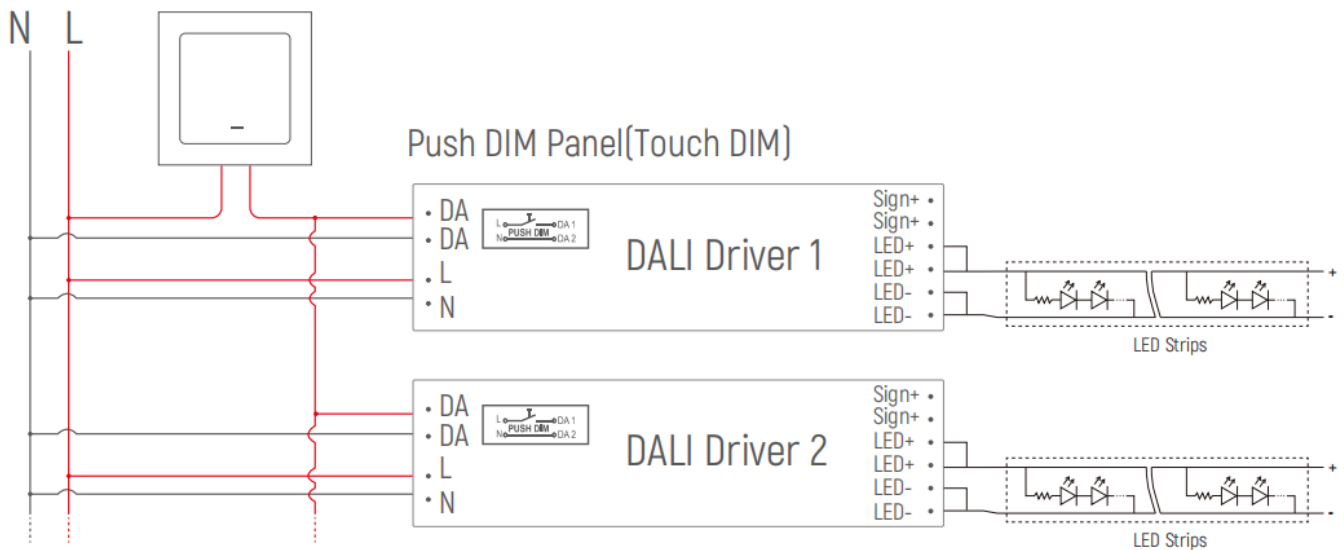 N L
Push DIM Panel(Touch DIM)
DA
DA
L
N
L DA 1
PUSH DIM
N DA 2
DALI Driver 1
Sign+
Sign+
LED+
LED+
LED-
LED-
+
-
LED Strips
DA
DA
L
N
L DA 1
PUSH DIM
N DA 2
DALI Driver 2
Sign+
Sign+
LED+
LED+
LED-
LED-
+
-
LED Strips